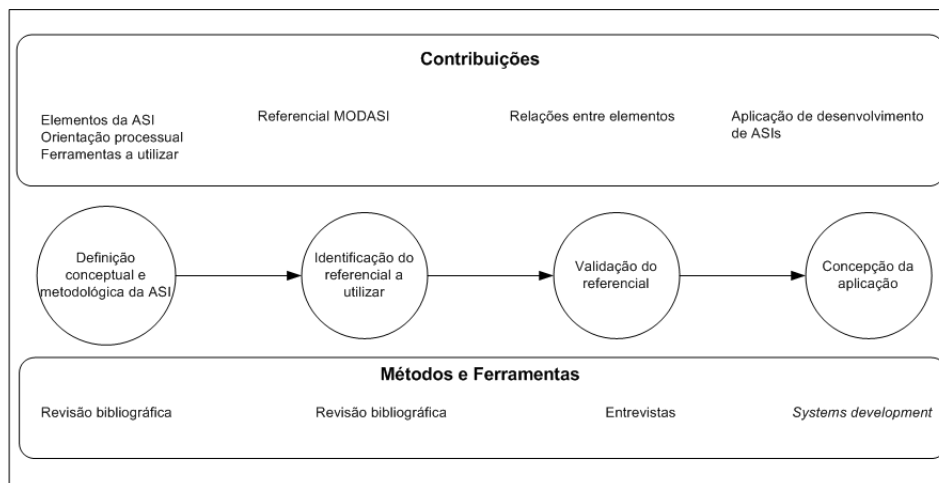 Contribuições
Elementos da ASI
Orientação processual
Ferramentas a utilizar
Referencial MODASI
Relações entre elementos
Aplicação de desenvolvimento
de ASIs
Definição
conceptual e
metodológica da ASI
Identificação do
referencial a
utilizar
Validação do
referencial
Concepção da
aplicação
Métodos e Ferramentas
Revisão bibliográfica
Revisão bibliográfica
Entrevistas
Systems development